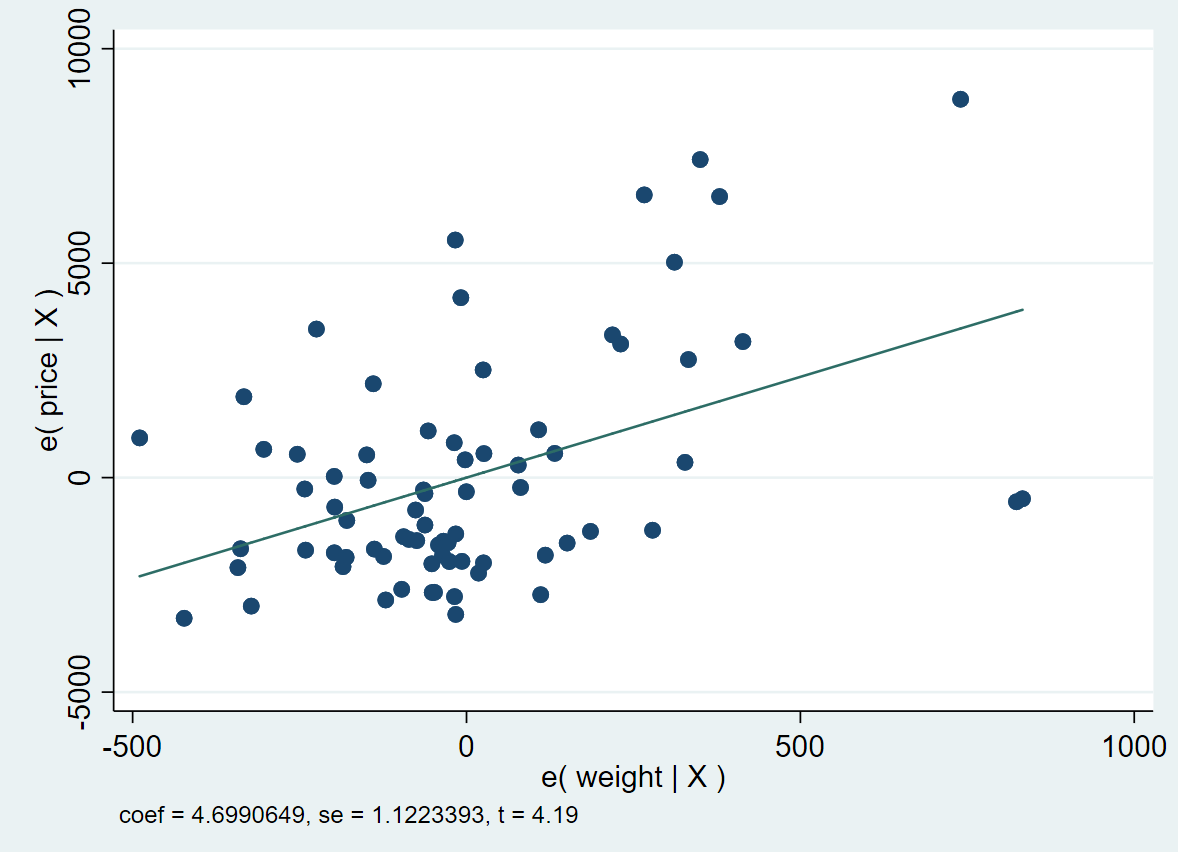 10000
5000
0
-5000
e( price | X )
-500 0 500 1000
e( weight | X )
coef = 4.6990649, se = 1.1223393, t = 4.19